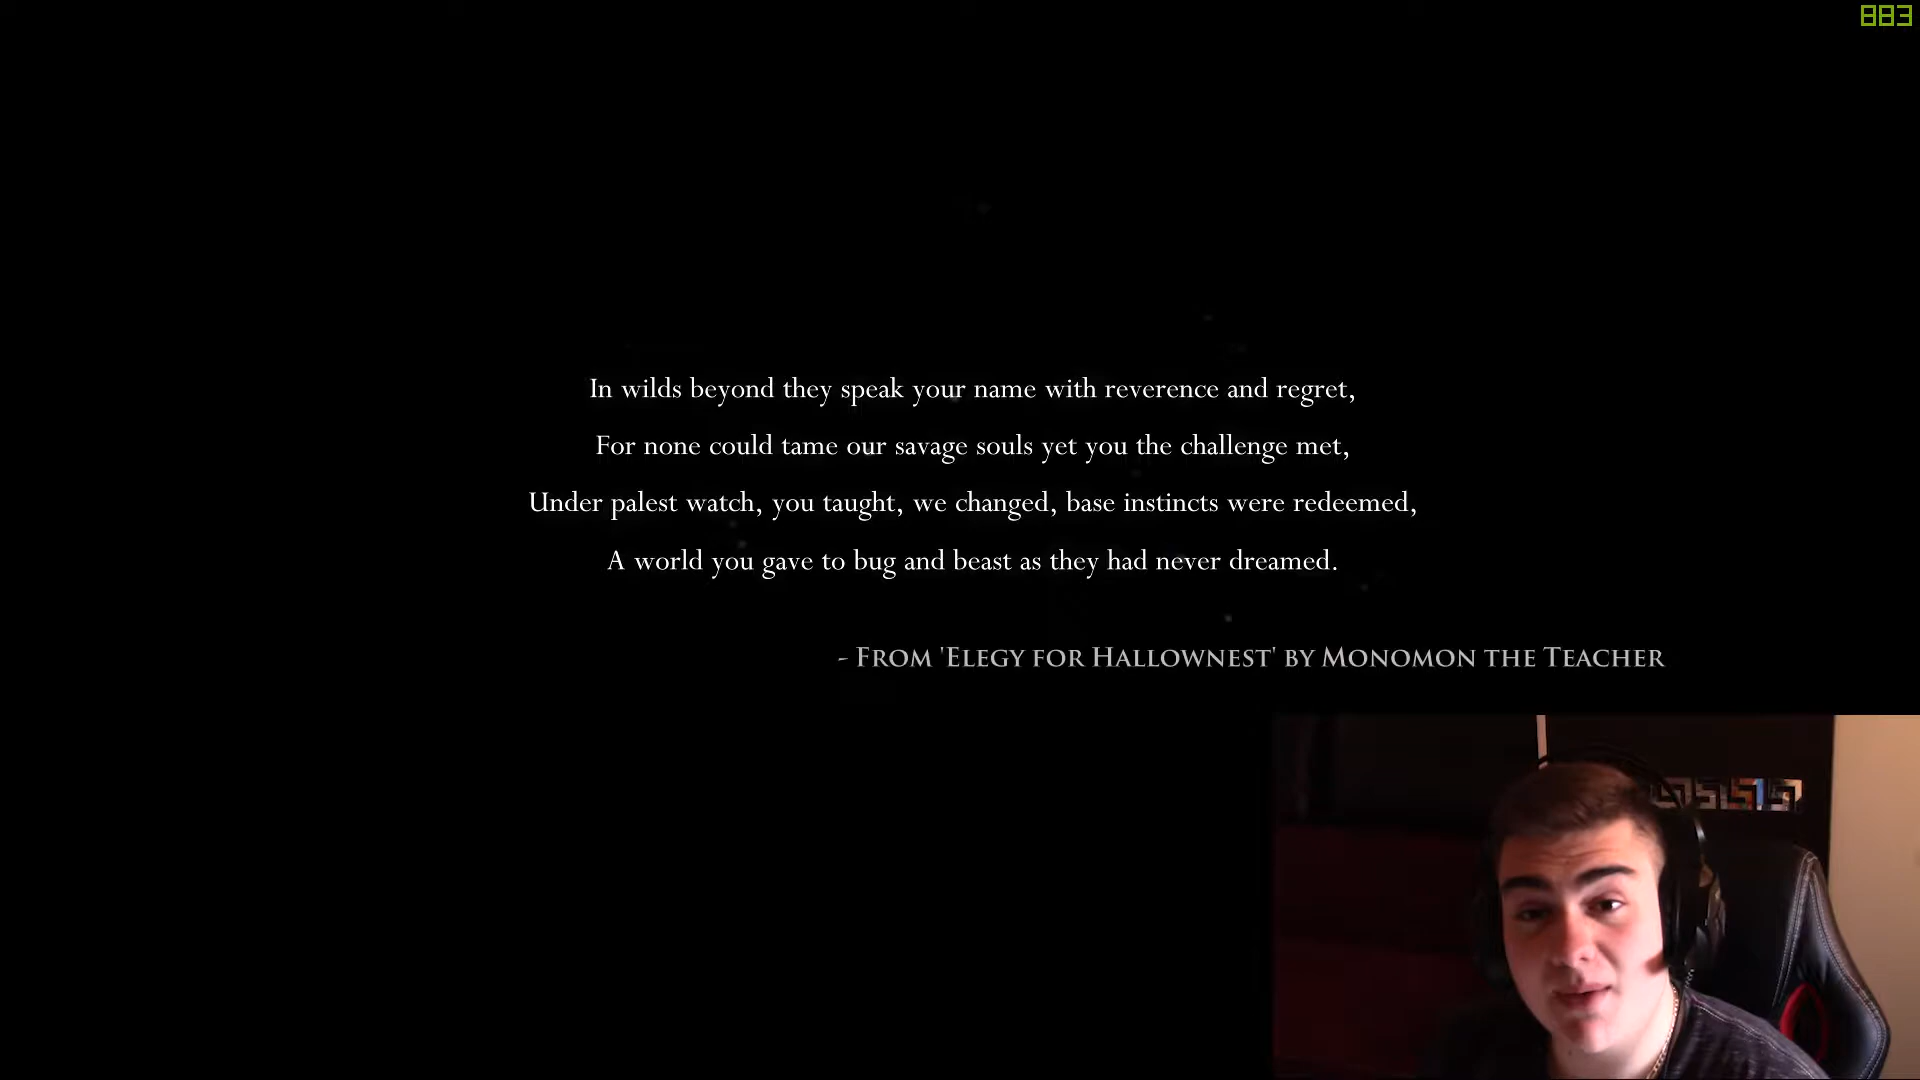 883
In wilds beyond they speak your name with reverence and regret,
For none could tame our savage souls yet you the challenge met,
Under palest watch, you taught, we changed, base instincts were redeemed,
A world you gave to bug and beast as they had never dreamed.
- From 'Elegy for Hallownest' by Monomon the Teacher